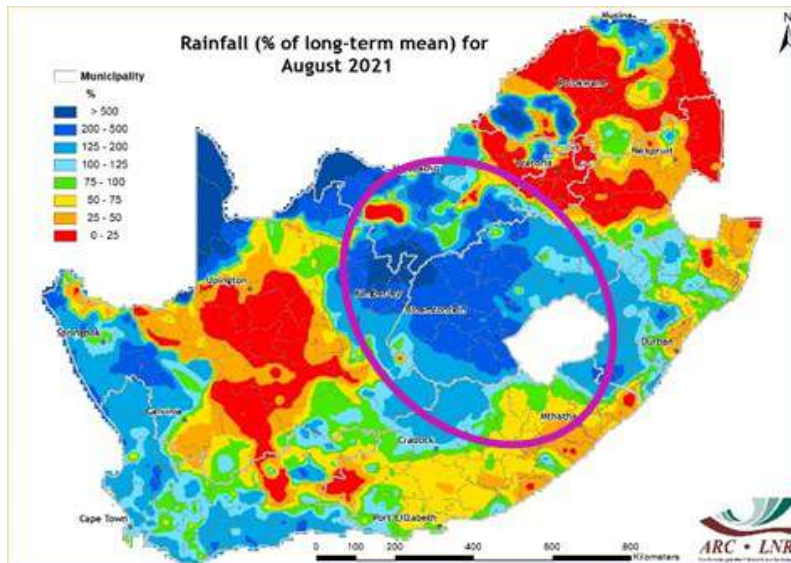 Rainfall (% of long-term mean) for
August 2021
Municipality
%
> 500
200 - 500
125 - 200
100 - 125
75 - 100
50 - 75
25 - 50
0 - 25
N
Musina
Polokwane
Pretoria
Nelspruit
Upington
Kimberley
Bloemfontein
Springbok
Durban
Calvinia
Mthatha
Cradock
Cape Town
Port Elizabeth
0 200 400 600 800
Kilometers
ARC • LNR